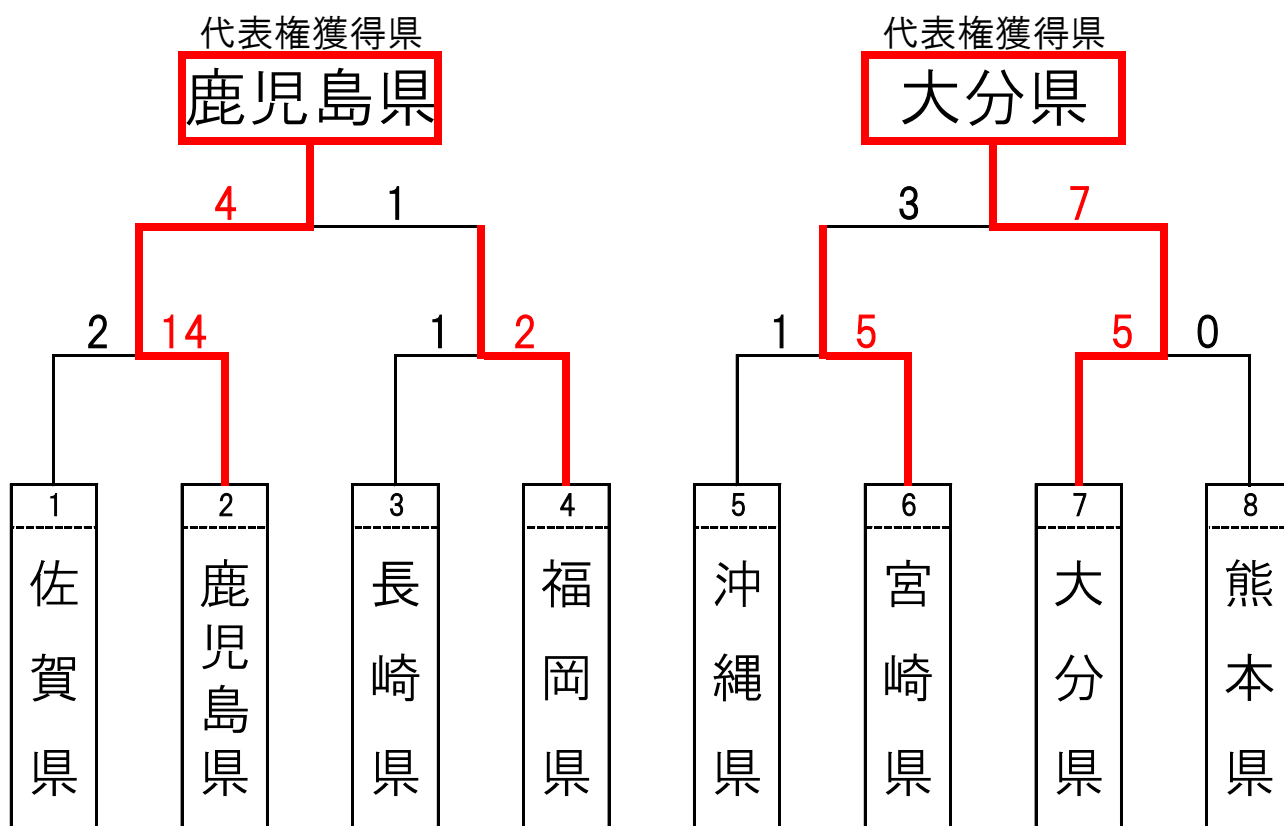 代表権獲得県 代表権獲得県
鹿児島県 大分県
4 1 3 7
2 14 1 2 1 5 5 0
1 2 3 4 5 6 7 8
佐賀県
鹿児島県
長崎県
福岡県
沖縄県
宮崎県
大分県
熊本県